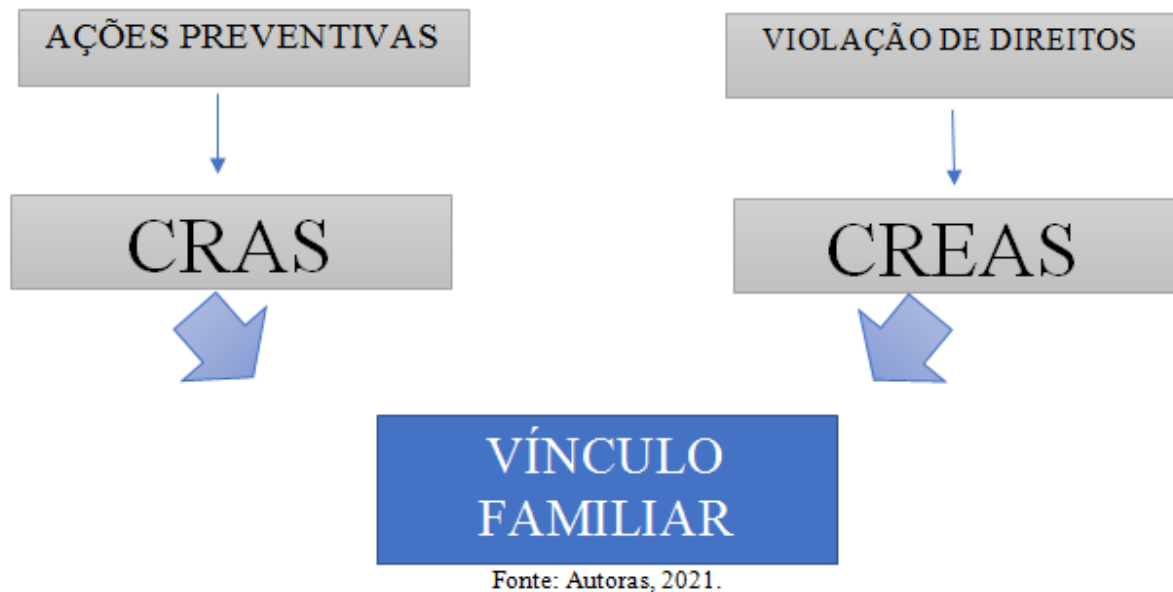 AÇÕES PREVENTIVAS
VIOLAÇÃO DE DIREITOS
CRAS
CREAS
VÍNCULO
FAMILIAR
Fonte: Autoras, 2021.